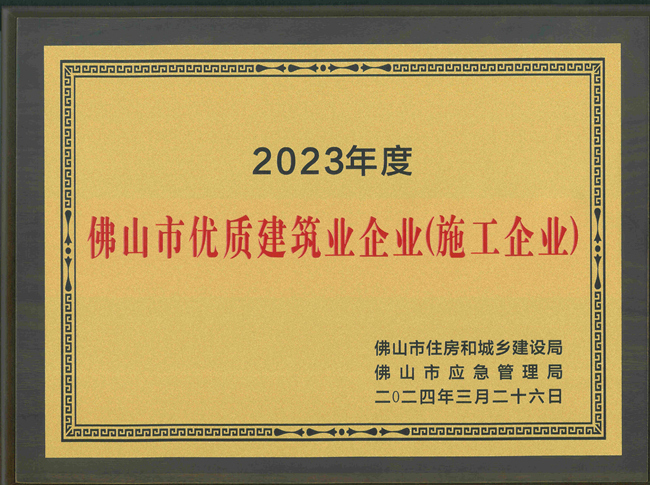 2023年度
佛山市优质建筑业企业(施工企业)
佛山市住房和城乡建设局
佛山市应急管理局
二0二四年三月二十六日